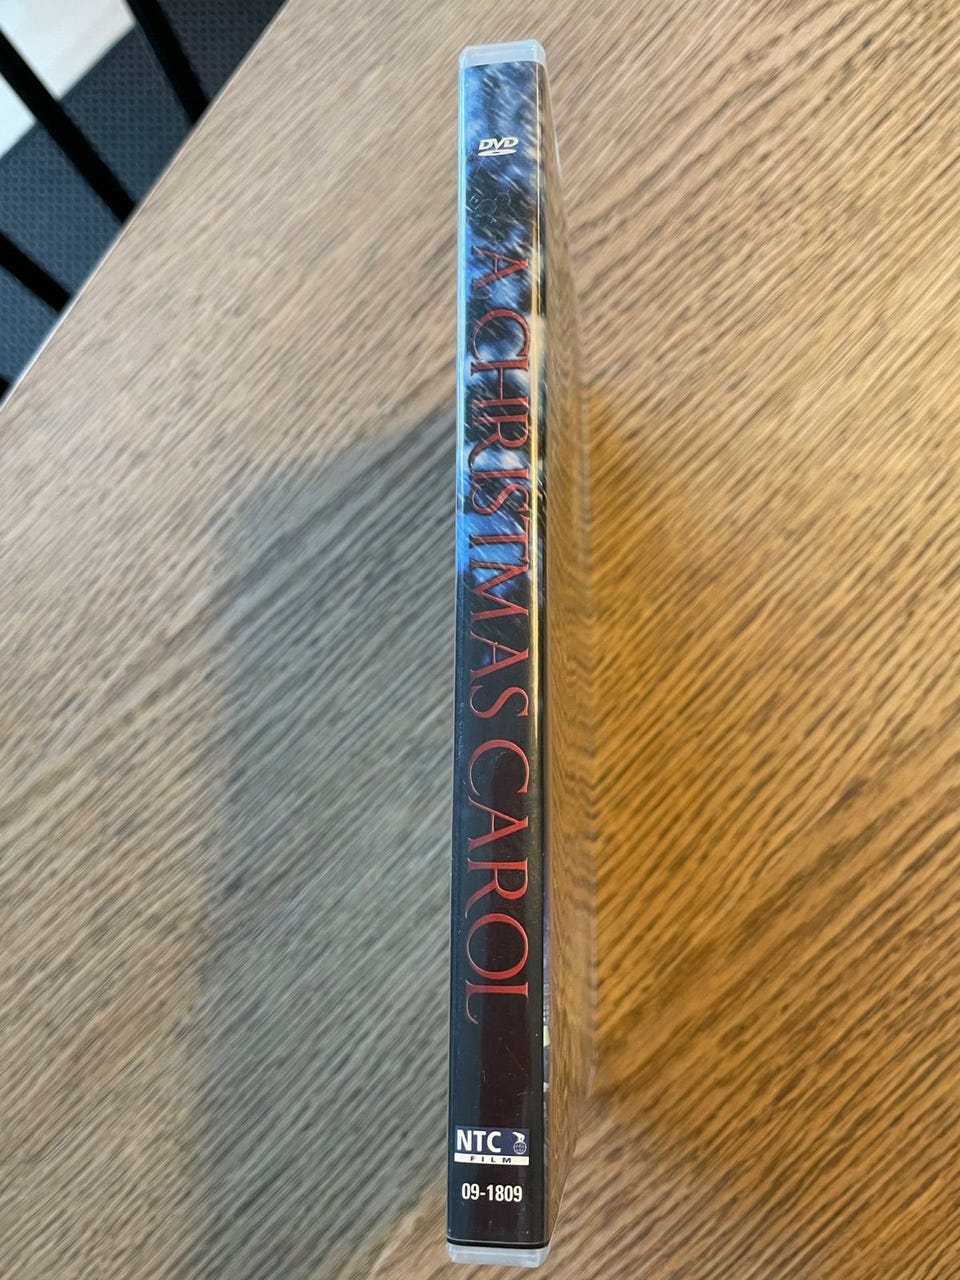 DVD
A CHRISTMAS CAROL
NTC
FILM
09-1809